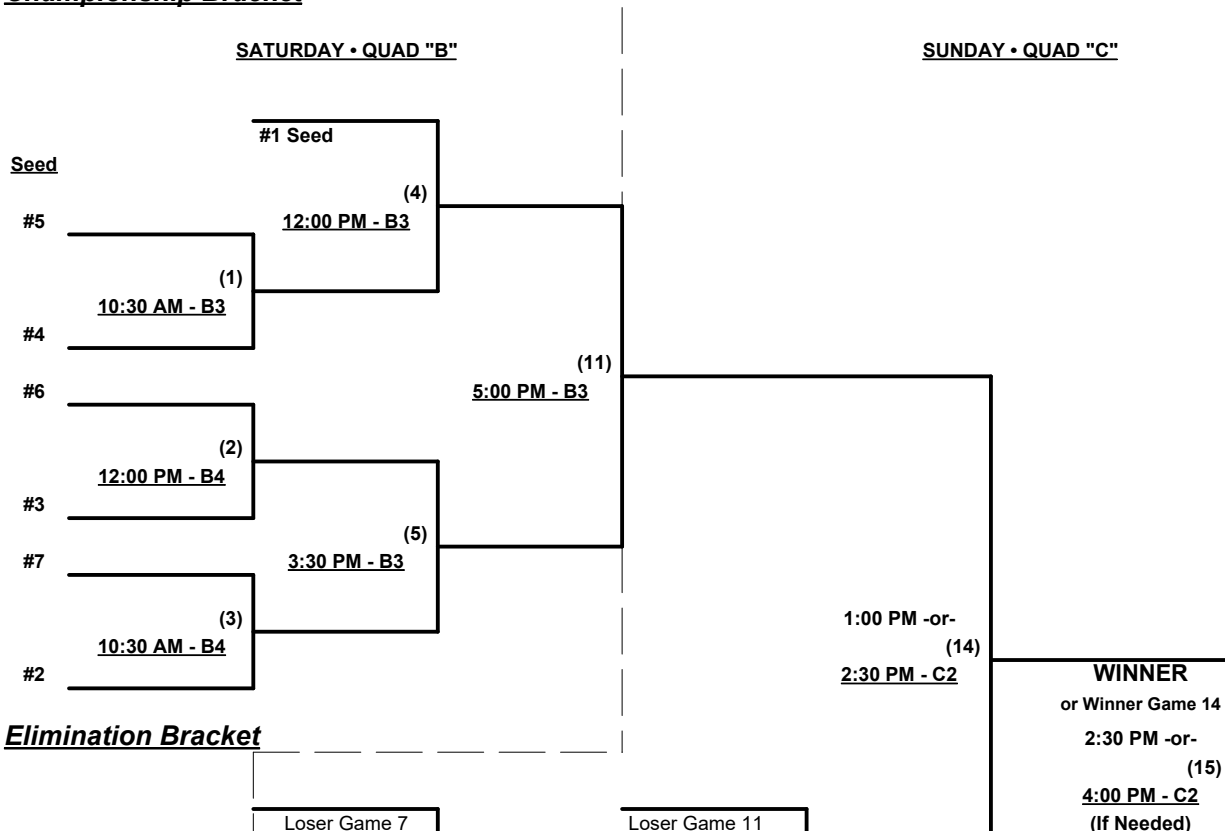 Championship Bracket
SATURDAY • QUAD "B"
SUNDAY • QUAD "C"
#1 Seed
Seed
(4)
12:00 PM - B3
#5
(1)
10:30 AM - B3
#4
(11)
5:00 PM - B3
#6
(2)
12:00 PM - B4
#3
(5)
3:30 PM - B3
#7
(3)
10:30 AM - B4
#2
1:00 PM -or-
(14)
2:30 PM - C2
WINNER
or Winner Game 14
2:30 PM -or-
(15)
4:00 PM - C2
(If Needed)
Elimination Bracket
Loser Game 7
Loser Game 11